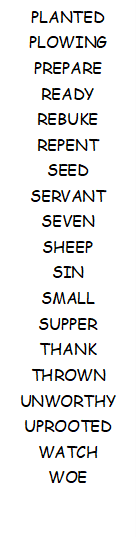 PLANTED
PLOWING
PREPARE
READY
REBUKE
REPENT
SEED
SERVANT
SEVEN
SHEEP
SIN
SMALL
SUPPER
THANK
THROWN
UNWORTHY
UPROOTED
WATCH
WOE